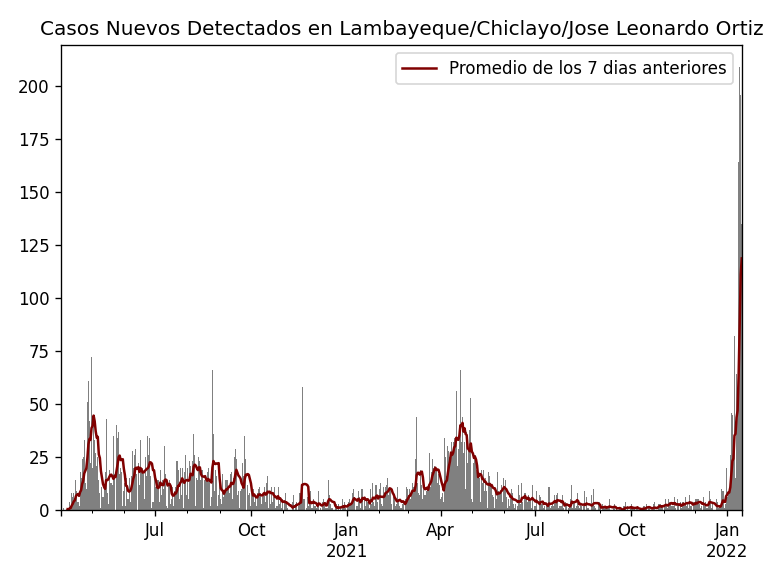 Casos Nuevos Detectados en Lambayeque/Chiclayo/Jose Leonardo Ortiz
Promedio de los 7 dias anteriores
200
175
150
125
100
75
50
25
0
Jul
Oct
Jan
2021
Apr
Jul
Oct
Jan
2022